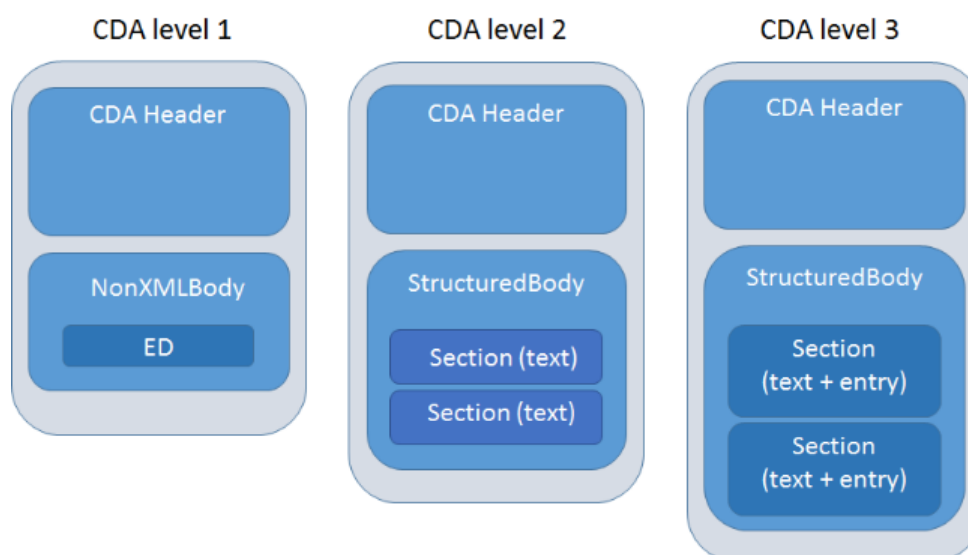 CDA level 1
CDA Header
NonXMLBody
ED
CDA level 2
CDA Header
StructuredBody
Section (text)
Section (text)
CDA level 3
CDA Header
StructuredBody
Section
(text + entry)
Section
(text + entry)